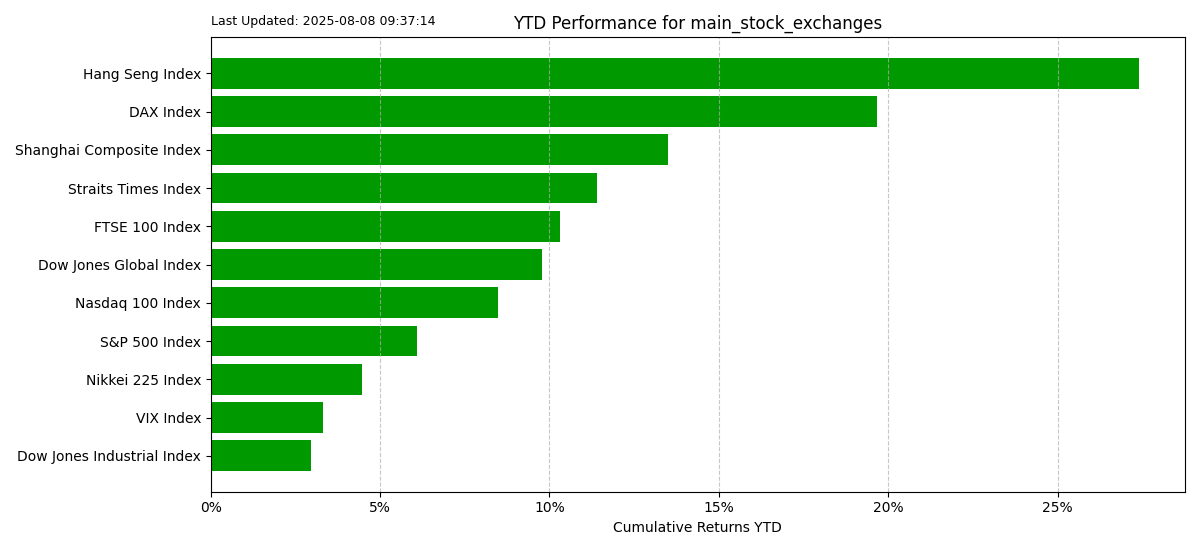 Last Updated: 2025-08-08 09:37:14
YTD Performance for main_stock_exchanges
Hang Seng Index
DAX Index
Shanghai Composite Index
Straits Times Index
FTSE 100 Index
Dow Jones Global Index
Nasdaq 100 Index
S&P 500 Index
Nikkei 225 Index
VIX Index
Dow Jones Industrial Index
0% 5% 10% 15% 20% 25%
Cumulative Returns YTD